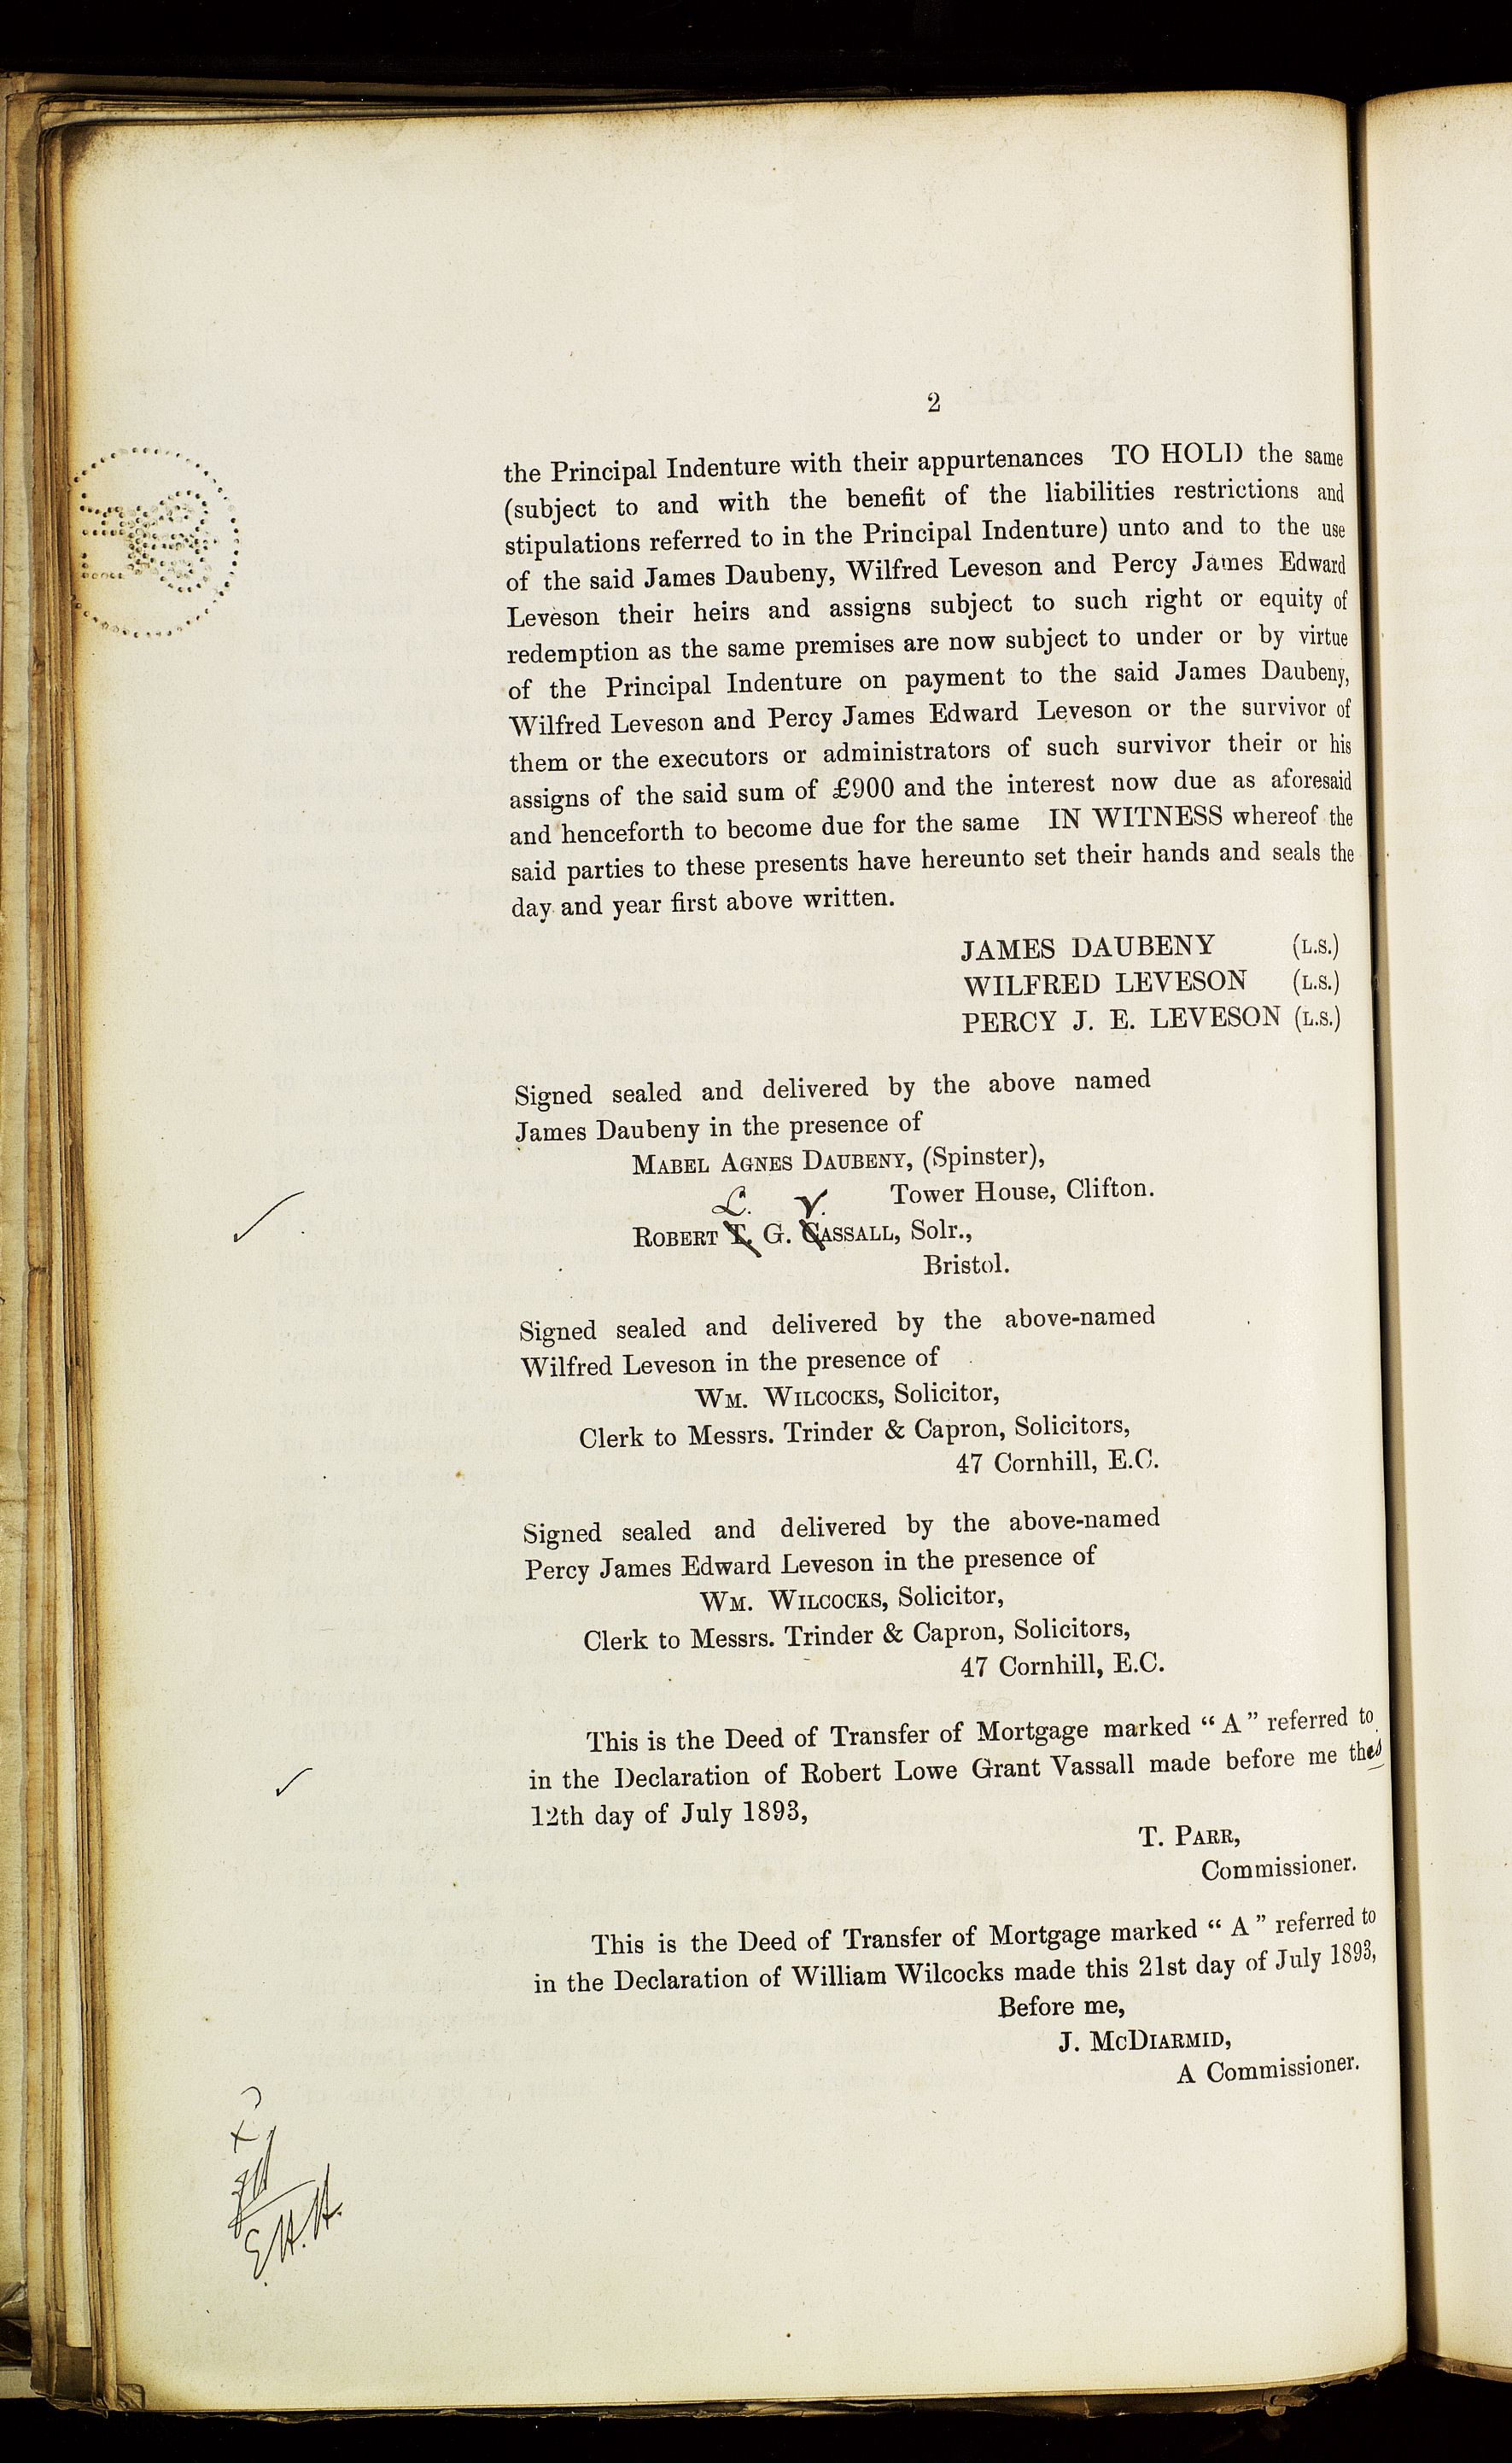 2
the Principal Indenture with their appurtenances TO HOLD the same
(subject to and with the benefit of the liabilities restrictions and
stipulations referred to in the Principal Indenture) unto and to the use
of the said James Daubeny, Wilfred Leveson and Percy James Edward
Leveson their heirs and assigns subject to such right or equity of
redemption as the same premises are now subject to under or by virtue
of the Principal Indenture on payment to the said James Daubeny,
Wilfred Leveson and Percy James Edward Leveson or the survivor of
them or the executors or administrators of such survivor their or his
assigns of the said sum of £900 and the interest now due as aforesaid
and henceforth to become due for the same IN WITNESS whereof the
said parties to these presents have hereunto set their hands and seals the
day and year first above written.
JAMES DAUBENY (L.S.)
WILFRED LEVESON (L.S.)
PERCY J. E. LEVESON (L.S.)
Signed sealed and delivered by the above named
James Daubeny in the presence of
MABEL AGNES DAUBENY, (Spinster),
Tower House, Clifton.
L. V.
ROBERT T. G. CASSALL, Solr.,
Bristol.
Signed sealed and delivered by the above-named
Wilfred Leveson in the presence of
WM. WILCOCKS, Solicitor,
Clerk to Messrs. Trinder & Capron, Solicitors,
47 Cornhill, E.C.
Signed sealed and delivered by the above-named
Percy James Edward Leveson in the presence of
WM. WILCOCKS, Solicitor,
Clerk to Messrs. Trinder & Capron, Solicitors,
47 Cornhill, E.C.
This is the Deed of Transfer of Mortgage marked “ A ” referred to
in the Declaration of Robert Lowe Grant Vassall made before me
12th day of July 1893,
T. PARR,
Commissioner.
This is the Deed of Transfer of Mortgage marked “ A ” referred to
in the Declaration of William Wilcocks made this 21st day of July 1893,
Before me,
J. MCDIARMID,
A Commissioner.
E.H.H.